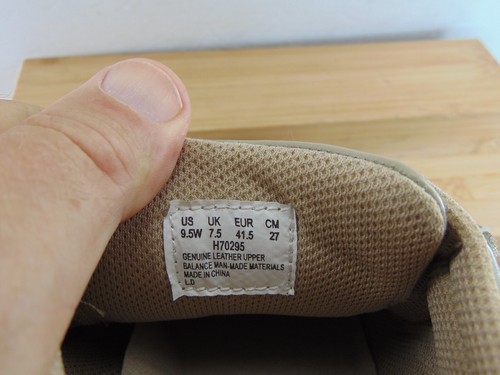 US UK EUR CM
9.5W 7.5 41.5 27
H70295
GENUINE LEATHER UPPER
BALANCE MAN-MADE MATERIALS
MADE IN CHINA
L.D